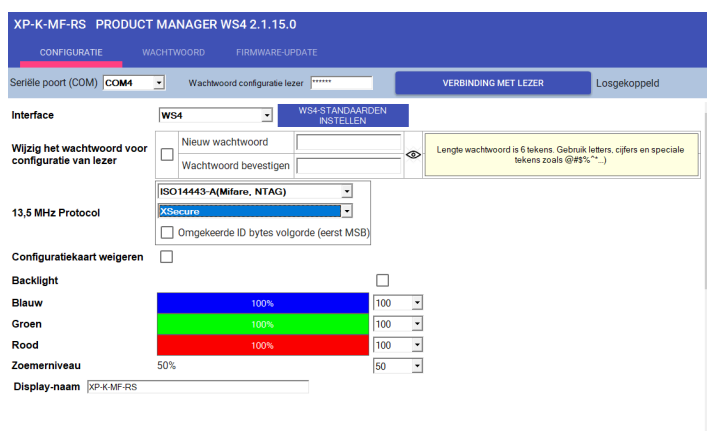 XP-K-MF-RS PRODUCT MANAGER WS4 2.1.15.0
CONFIGURATIE WACHTWOORD FIRMWARE-UPDATE
Seriële poort (COM) COM4 Wachtwoord configuratie lezer ****** VERBINDING MET LEZER Losgekoppeld
Interface WS4 WS4-STANDAARDEN
INSTELLEN
Wijzig het wachtwoord voor
configuratie van lezer
Nieuw wachtwoord
Wachtwoord bevestigen
Lengte wachtwoord is 6 tekens. Gebruik letters, cijfers en speciale
tekens zoals @#$%^*...)
13,5 MHz Protocol
ISO14443-A(Mifare, NTAG)
XSecure
Omgekeerde ID bytes volgorde (eerst MSB)
Configuratiekaart weigeren
Backlight
Blauw 100% 100
Groen 100% 100
Rood 100% 100
Zoemerniveau 50% 50
Display-naam XP-K-MF-RS